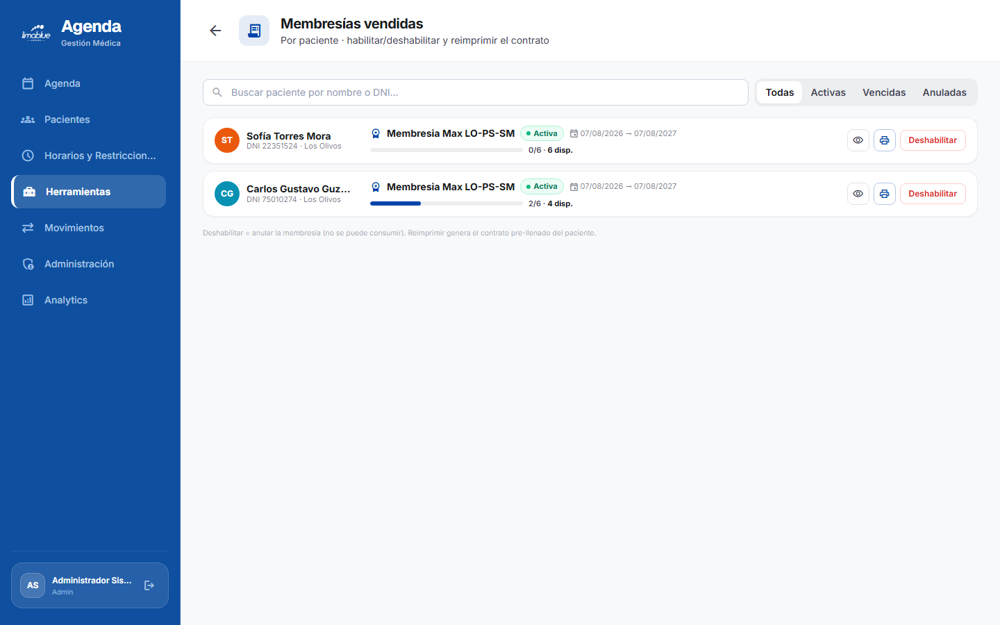 limablue
Agenda
Gestión Médica
Agenda
Pacientes
Horarios y Restriccion...
Herramientas
Movimientos
Administración
Analytics
AS
Administrador Sis...
Admin
Membresías vendidas
Por paciente · habilitar/deshabilitar y reimprimir el contrato
Buscar paciente por nombre o DNI...
Todas
Activas
Vencidas
Anuladas
ST
Sofía Torres Mora
DNI 22351524 · Los Olivos
Membresia Max LO-PS-SM
Activa
07/08/2026 → 07/08/2027
0/6 · 6 disp.
Deshabilitar
CG
Carlos Gustavo Guz...
DNI 75010274 · Los Olivos
Membresia Max LO-PS-SM
Activa
07/08/2026 → 07/08/2027
2/6 · 4 disp.
Deshabilitar
Deshabilitar = anular la membresía (no se puede consumir). Reimprimir genera el contrato pre-llenado del paciente.